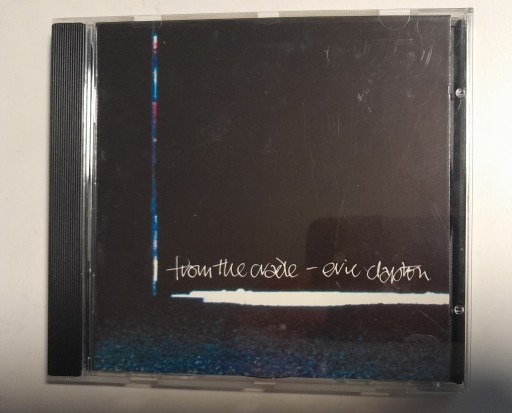 from the cradle - eric clapton